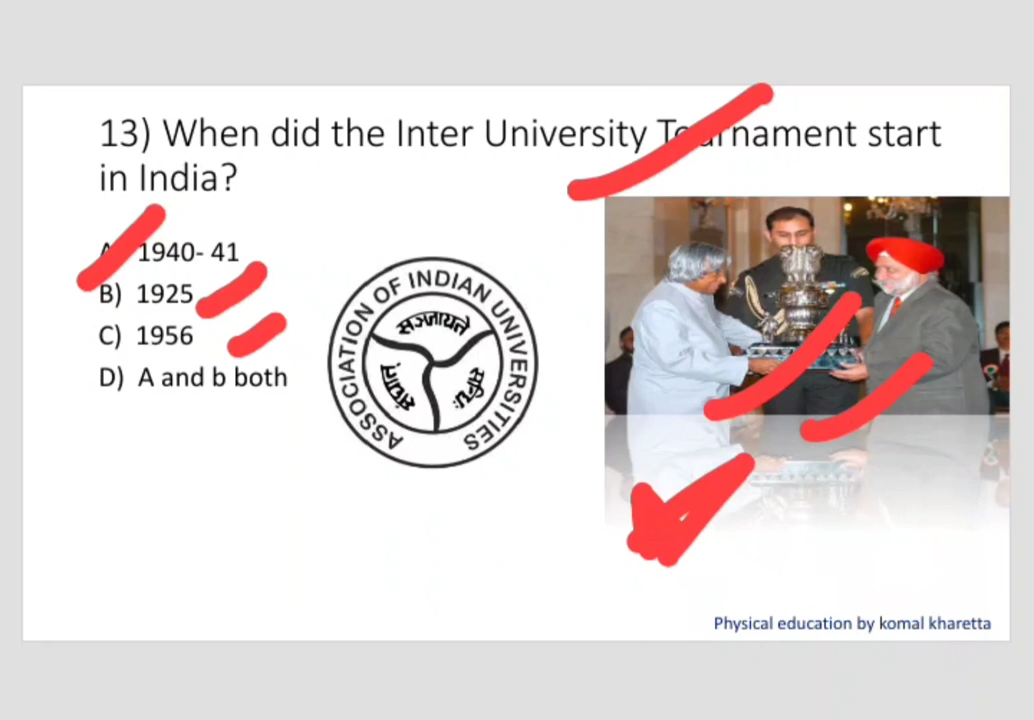 13) When did the Inter University Tournament start
in India?
A) 1940- 41
B) 1925
C) 1956
D) A and b both
ASSOCIATION OF INDIAN UNIVERSITIES
Physical education by komal kharetta